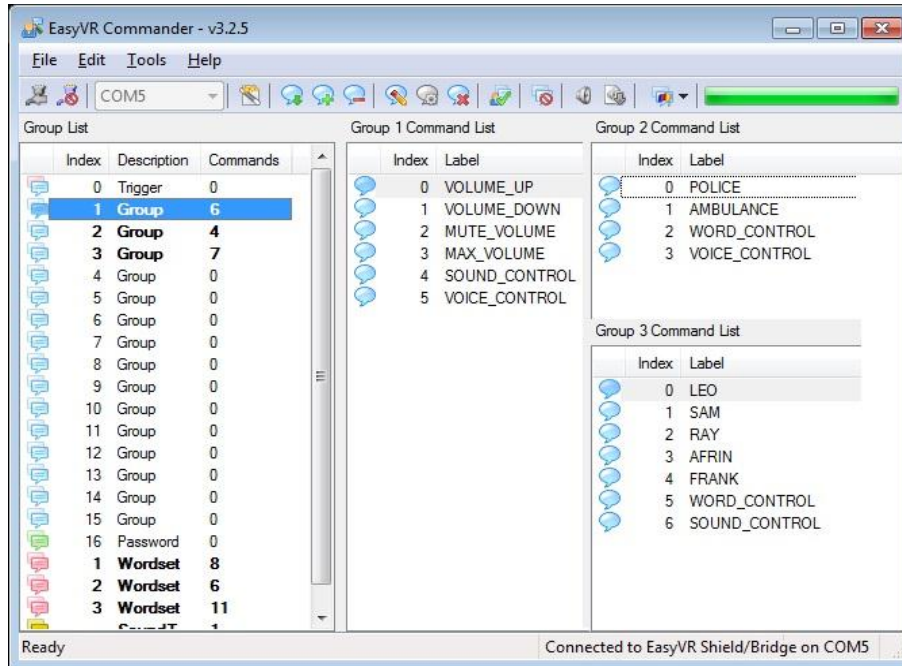 EasyVR Commander - v3.2.5
File Edit Tools Help
COM5
Group List
Index Description Commands
0 Trigger 0
1 Group 6
2 Group 4
3 Group 7
4 Group 0
5 Group 0
6 Group 0
7 Group 0
8 Group 0
9 Group 0
10 Group 0
11 Group 0
12 Group 0
13 Group 0
14 Group 0
15 Group 0
16 Password 0
1 Wordset 8
2 Wordset 6
3 Wordset 11
Group 1 Command List
Index Label
0 VOLUME_UP
1 VOLUME_DOWN
2 MUTE_VOLUME
3 MAX_VOLUME
4 SOUND_CONTROL
5 VOICE_CONTROL
Group 2 Command List
Index Label
0 POLICE
1 AMBULANCE
2 WORD_CONTROL
3 VOICE_CONTROL
Group 3 Command List
Index Label
0 LEO
1 SAM
2 RAY
3 AFRIN
4 FRANK
5 WORD_CONTROL
6 SOUND_CONTROL
Ready
Connected to EasyVR Shield/Bridge on COM5